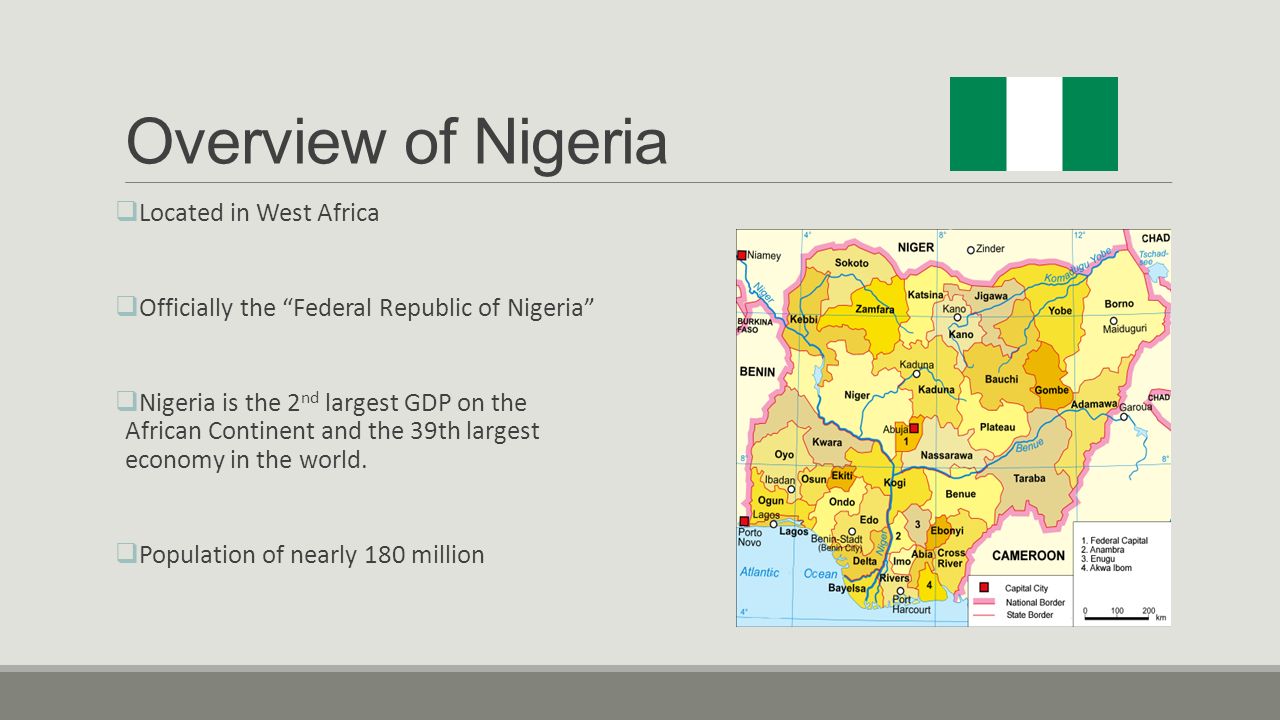 Overview of Nigeria
❑Located in West Africa
❑Officially the “Federal Republic of Nigeria”
❑Nigeria is the 2nd largest GDP on the
African Continent and the 39th largest
economy in the world.
❑Population of nearly 180 million
4° 8° 12°
NIGER
Zinder
CHAD
Niamey
Sokoto
Komadugu Yobe
Tschad-
see
Niger
Katsina
Jigawa
Kebbi
Zamfara
Kano
Yobe
Borno
BURKINA
FASO
Kano
Maiduguri
BENIN
Kaduna
Bauchi
Niger
Kaduna
Gombe
CHAD
Adamawa
Garoua
Abuja
1
Plateau
Kwara
Benue
8°
Oyo
Nassarawa
8°
Ibadan
Osun
Ekiti
Kogi
Taraba
Ogun
Ondo
Benue
Lagos
Edo
3
Porto
Novo
Lagos
Benin-Stadt
(Benin City)
Niger
2
Ebonyi
Abia
Cross
River
CAMEROON
Delta
Imo
Atlantic Ocean
Rivers
4
Bayelsa
Port
Harcourt
4°
8°
1. Federal Capital
2. Anambra
3. Enugu
4. Akwa Ibom
Capital City
National Border
State Border
0 100 200
km